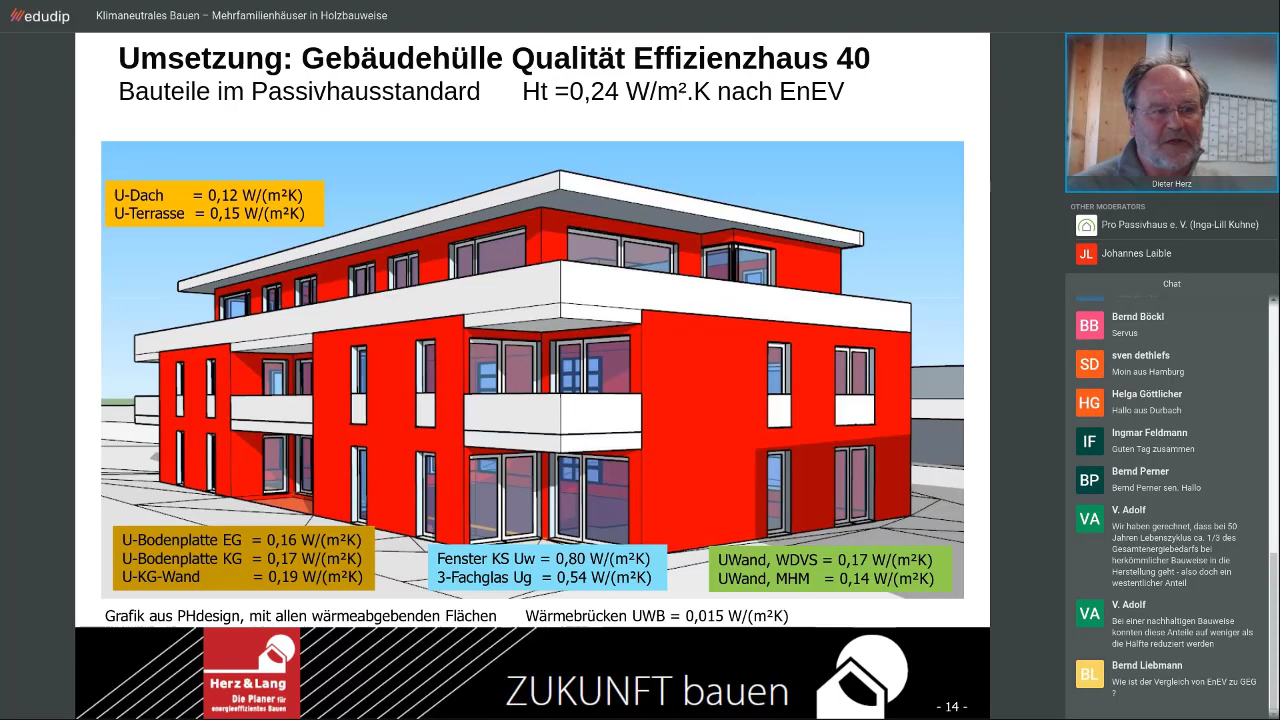 edudip
Klimaneutrales Bauen – Mehrfamilienhäuser in Holzbauweise
Umsetzung: Gebäudehülle Qualität Effizienzhaus 40
Bauteile im Passivhausstandard Ht =0,24 W/m².K nach EnEV
U-Dach = 0,12 W/(m²K)
U-Terrasse = 0,15 W/(m²K)
U-Bodenplatte EG = 0,16 W/(m²K)
U-Bodenplatte KG = 0,17 W/(m²K)
U-KG-Wand = 0,19 W/(m²K)
Fenster KS Uw = 0,80 W/(m²K)
3-Fachglas Ug = 0,54 W/(m²K)
UWand, WDVS = 0,17 W/(m²K)
UWand, MHM = 0,14 W/(m²K)
Grafik aus PHdesign, mit allen wärmeabgebenden Flächen Wärmebrücken UWB = 0,015 W/(m²K)
Herz & Lang
Die Planer für
energieeffizientes Bauen
ZUKUNFT bauen
- 14 -
Dieter Herz
OTHER MODERATORS
Pro Passivhaus e. V. (Inga-Lill Kuhne)
JL Johannes Laible
Chat
BB Bernd Böckl
Servus
SD sven dethlefs
Moin aus Hamburg
HG Helga Göttlicher
Hallo aus Durbach
IF Ingmar Feldmann
Guten Tag zusammen
BP Bernd Perner
Bernd Perner sen. Hallo
VA V. Adolf
Wir haben gerechnet, dass bei 50
Jahren Lebenszyklus ca. 1/3 des
Gesamtenergiebedarfs bei
herkömmlicher Bauweise in die
Herstellung geht - also doch ein
westentlicher Anteil
VA V. Adolf
Bei einer nachhaltigen Bauweise
konnten diese Anteile auf weniger als
die Hälfte reduziert werden
BL Bernd Liebmann
Wie ist der Vergleich von EnEV zu GEG
?